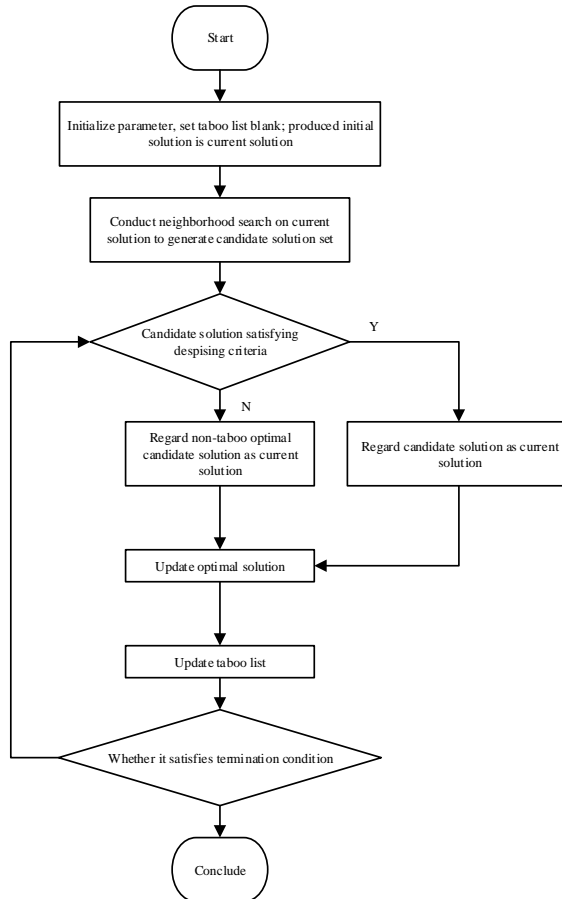 Start
Initialize parameter, set taboo list blank; produced initial
solution is current solution
Conduct neighborhood search on current
solution to generate candidate solution set
Candidate solution satisfying
despising criteria
Y
N
Regard non-taboo optimal
candidate solution as current
solution
Regard candidate solution as current
solution
Update optimal solution
Update taboo list
Whether it satisfies termination condition
Conclude